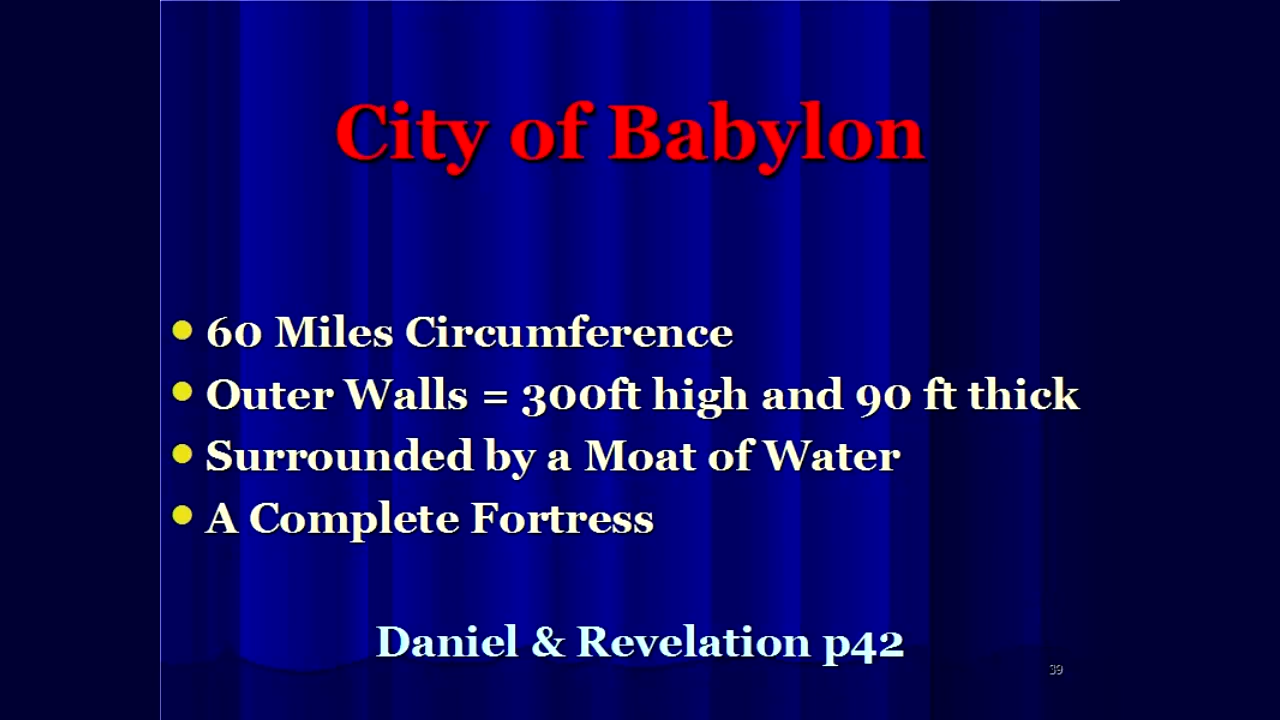 City of Babylon
• 60 Miles Circumference
• Outer Walls = 300ft high and 90 ft thick
• Surrounded by a Moat of Water
• A Complete Fortress
Daniel & Revelation p42
39